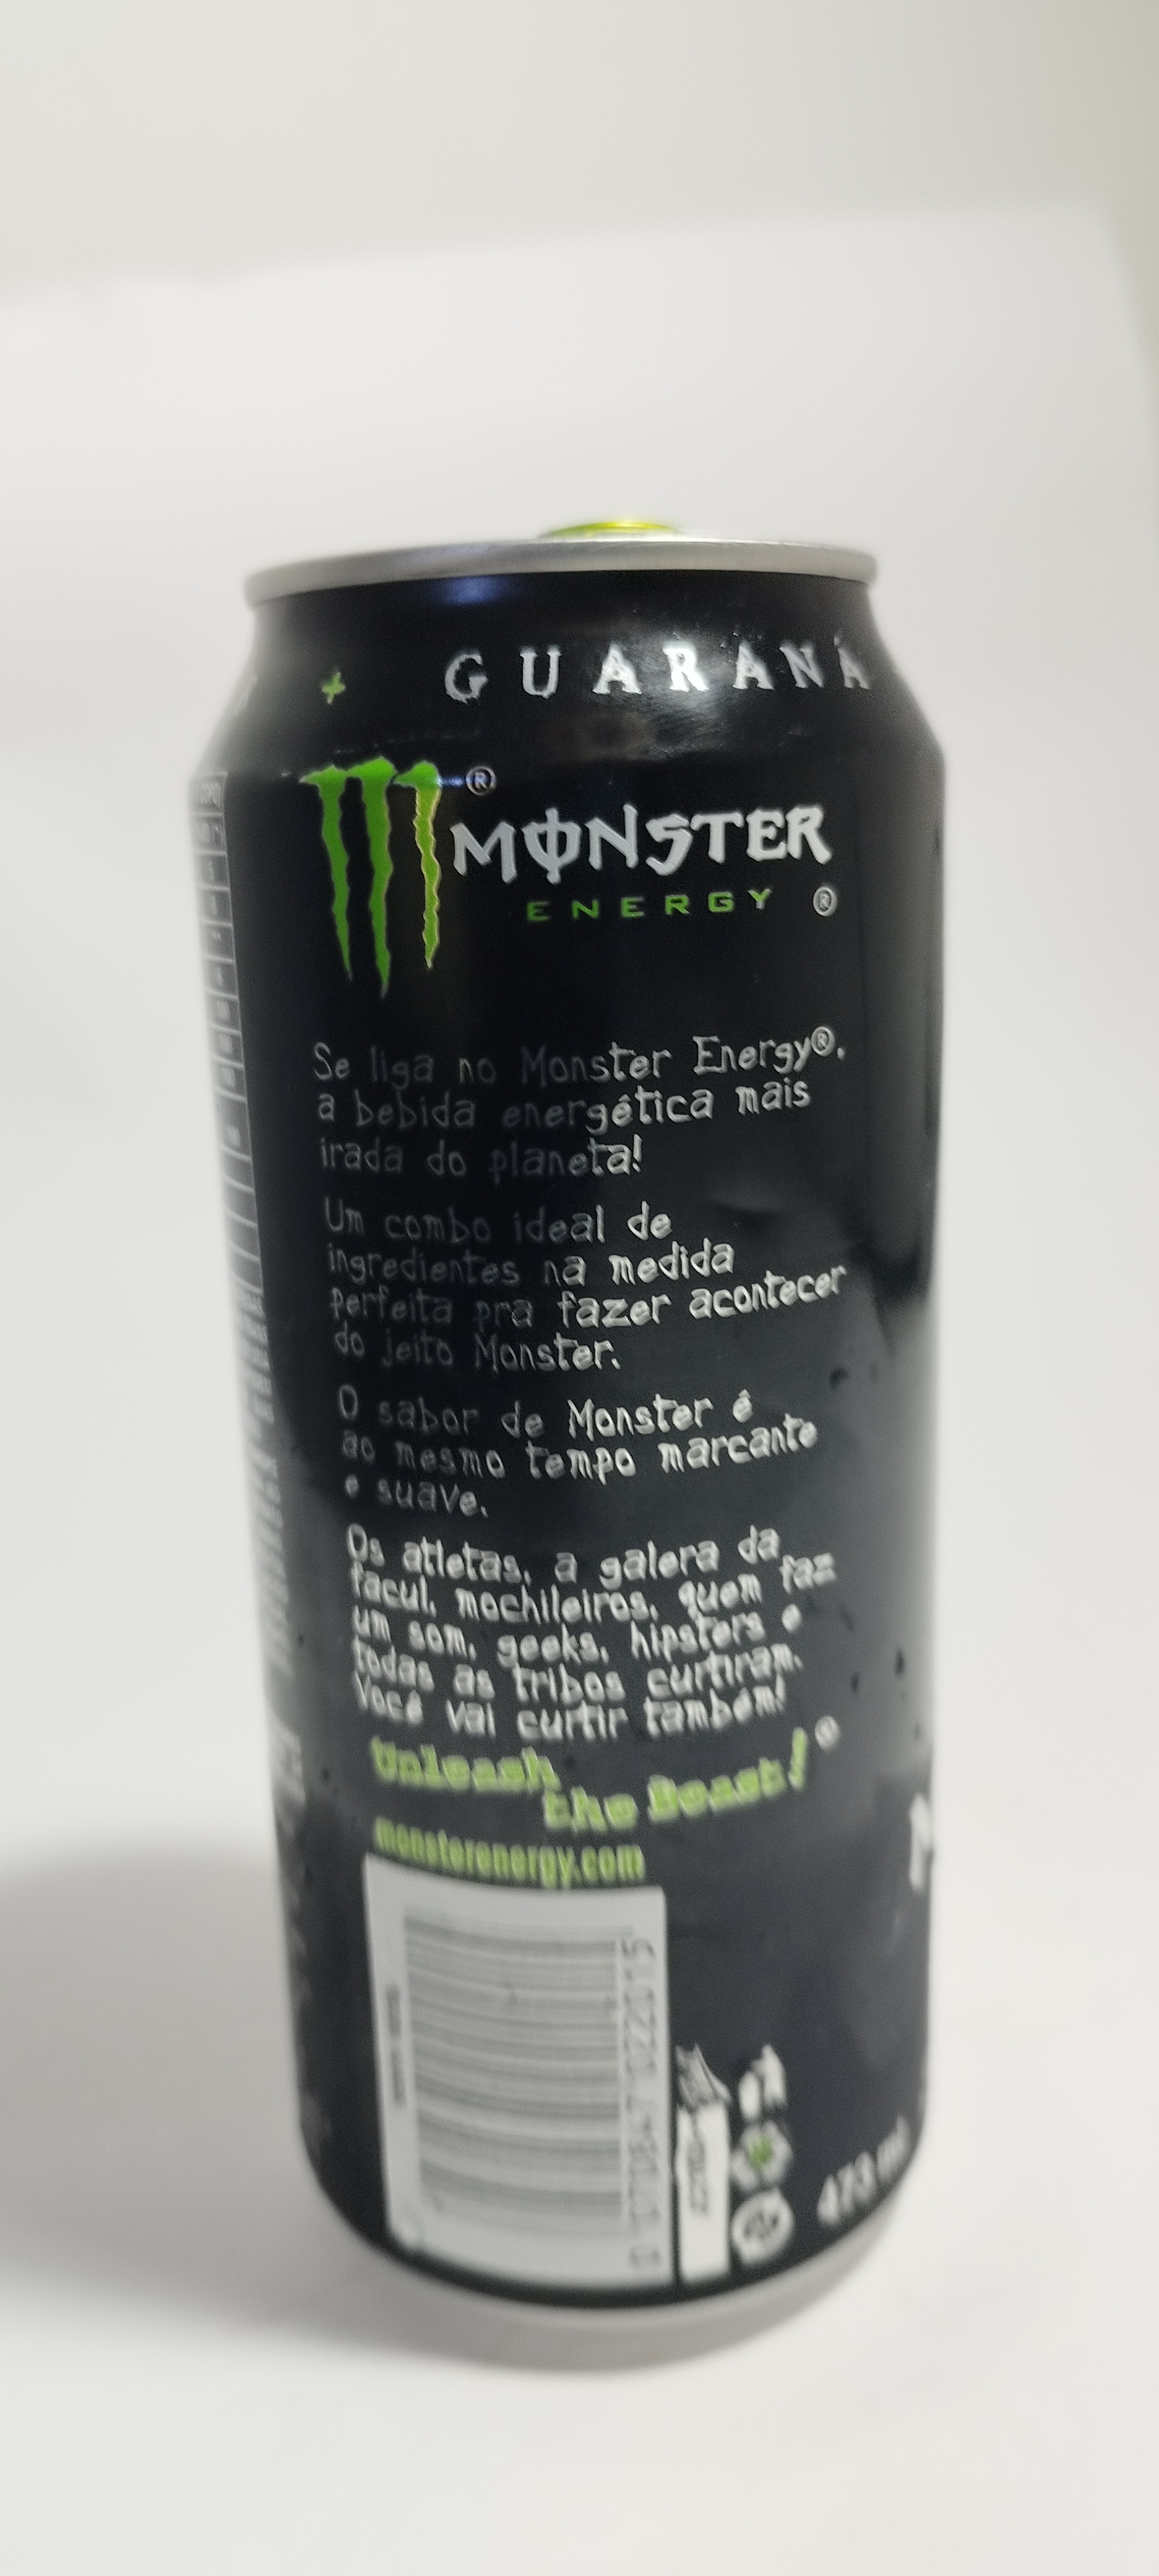 + GUARANÁ
® MONSTER
ENERGY ®
Se liga no Monster Energy®,
a bebida energética mais
irada do planeta!
Um combo ideal de
ingredientes na medida
perfeita pra fazer acontecer
do jeito Monster.
O sabor de Monster é
ao mesmo tempo marcante
e suave.
Os atletas, a galera da
facul, mochileiros, quem faz
um som, geeks, hipsters e
todas as tribos curtiram.
Você vai curtir também!
Unleash
the Beast! ®
monsterenergy.com
473 ml